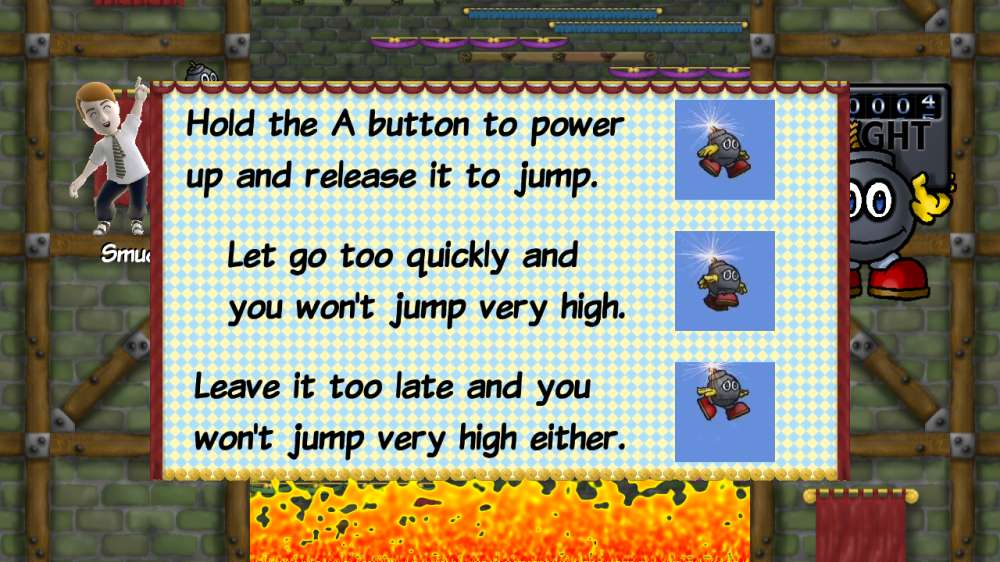 Hold the A button to power
up and release it to jump.
Let go too quickly and
you won't jump very high.
Leave it too late and you
won't jump very high either.
0004